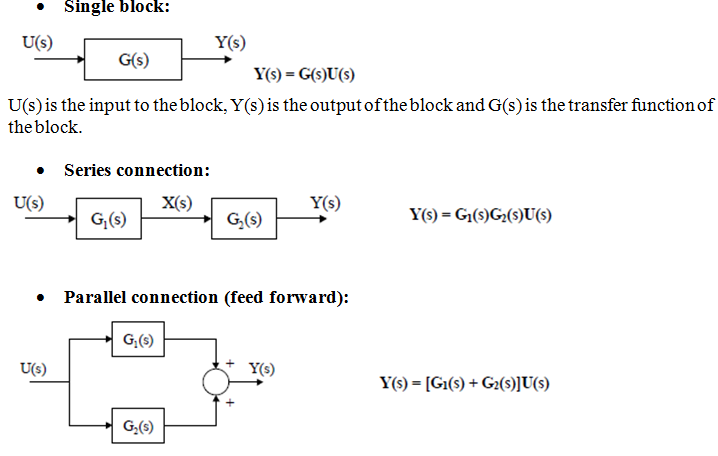 • Single block:
U(s)
G(s)
Y(s)
Y(s) = G(s)U(s)
U(s) is the input to the block, Y(s) is the output of the block and G(s) is the transfer function of
the block.
• Series connection:
U(s)
G₁(s)
X(s)
G₂(s)
Y(s)
Y(s) = G₁(s)G₂(s)U(s)
• Parallel connection (feed forward):
G₁(s)
U(s)
+
Y(s)
Y(s) = [G₁(s) + G₂(s)]U(s)
+
G₂(s)